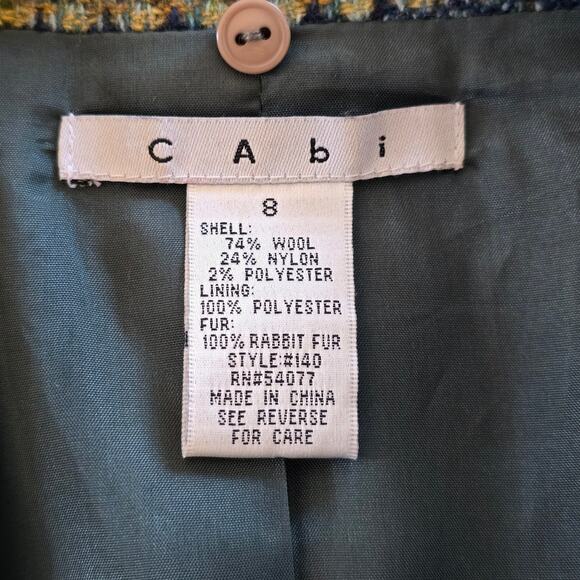 CAbi
8
SHELL:
74% WOOL
24% NYLON
2% POLYESTER
LINING:
100% POLYESTER
FUR:
100% RABBIT FUR
STYLE:#140
RN#54077
MADE IN CHINA
SEE REVERSE
FOR CARE